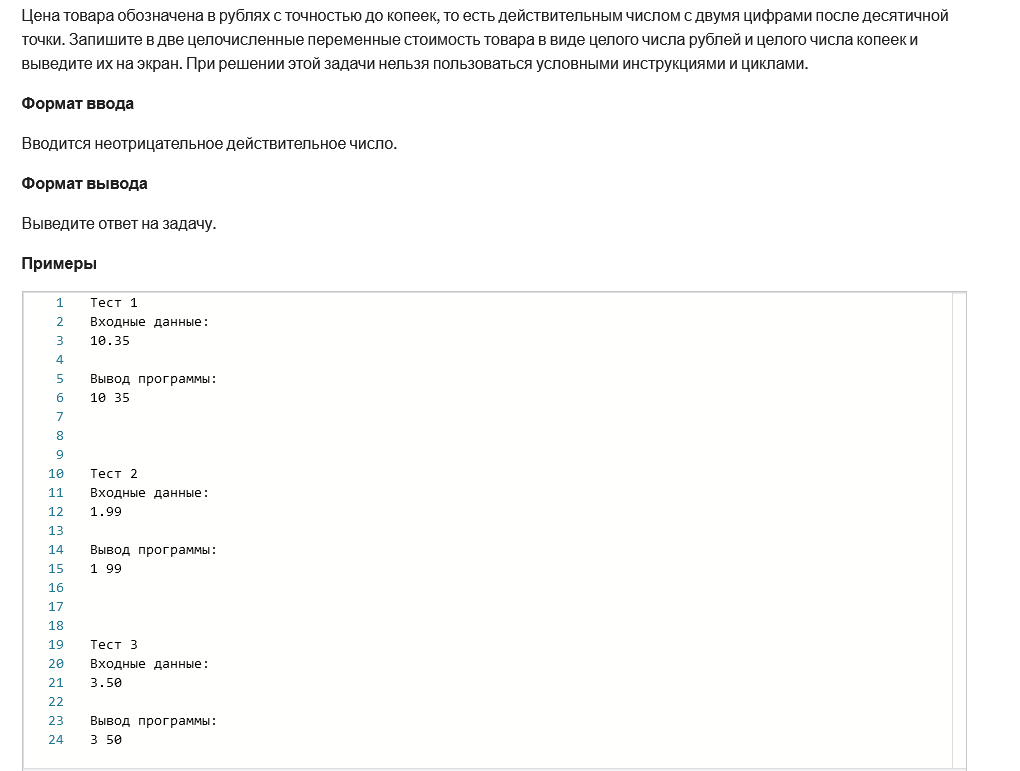 Цена товара обозначена в рублях с точностью до копеек, то есть действительным числом с двумя цифрами после десятичной
точки. Запишите в две целочисленные переменные стоимость товара в виде целого числа рублей и целого числа копеек и
выведите их на экран. При решении этой задачи нельзя пользоваться условными инструкциями и циклами.
Формат ввода
Вводится неотрицательное действительное число.
Формат вывода
Выведите ответ на задачу.
Примеры
1 Тест 1
2 Входные данные:
3 10.35
4
5 Вывод программы:
6 10 35
7
8
9
10 Тест 2
11 Входные данные:
12 1.99
13
14 Вывод программы:
15 1 99
16
17
18
19 Тест 3
20 Входные данные:
21 3.50
22
23 Вывод программы:
24 3 50